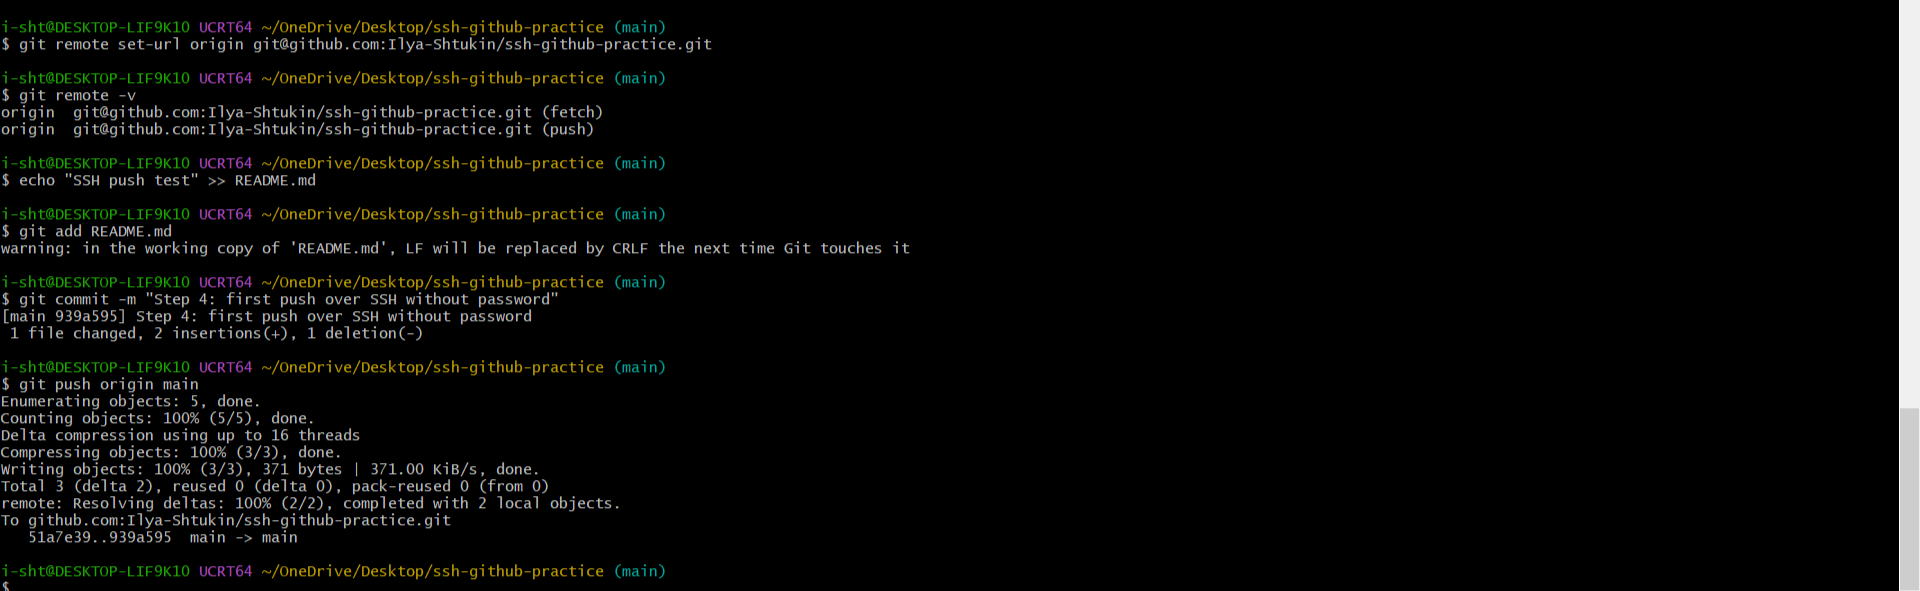 i-sht@DESKTOP-LIF9K1O UCRT64 ~/OneDrive/Desktop/ssh-github-practice (main)
$ git remote set-url origin git@github.com:Ilya-Shtukin/ssh-github-practice.git
i-sht@DESKTOP-LIF9K1O UCRT64 ~/OneDrive/Desktop/ssh-github-practice (main)
$ git remote -v
origin  git@github.com:Ilya-Shtukin/ssh-github-practice.git (fetch)
origin  git@github.com:Ilya-Shtukin/ssh-github-practice.git (push)
i-sht@DESKTOP-LIF9K1O UCRT64 ~/OneDrive/Desktop/ssh-github-practice (main)
$ echo "SSH push test" >> README.md
i-sht@DESKTOP-LIF9K1O UCRT64 ~/OneDrive/Desktop/ssh-github-practice (main)
$ git add README.md
warning: in the working copy of 'README.md', LF will be replaced by CRLF the next time Git touches it
i-sht@DESKTOP-LIF9K1O UCRT64 ~/OneDrive/Desktop/ssh-github-practice (main)
$ git commit -m "Step 4: first push over SSH without password"
[main 939a595] Step 4: first push over SSH without password
 1 file changed, 2 insertions(+), 1 deletion(-)
i-sht@DESKTOP-LIF9K1O UCRT64 ~/OneDrive/Desktop/ssh-github-practice (main)
$ git push origin main
Enumerating objects: 5, done.
Counting objects: 100% (5/5), done.
Delta compression using up to 16 threads
Compressing objects: 100% (3/3), done.
Writing objects: 100% (3/3), 371 bytes | 371.00 KiB/s, done.
Total 3 (delta 2), reused 0 (delta 0), pack-reused 0 (from 0)
remote: Resolving deltas: 100% (2/2), completed with 2 local objects.
To github.com:Ilya-Shtukin/ssh-github-practice.git
   51a7e39..939a595  main -> main
i-sht@DESKTOP-LIF9K1O UCRT64 ~/OneDrive/Desktop/ssh-github-practice (main)
$